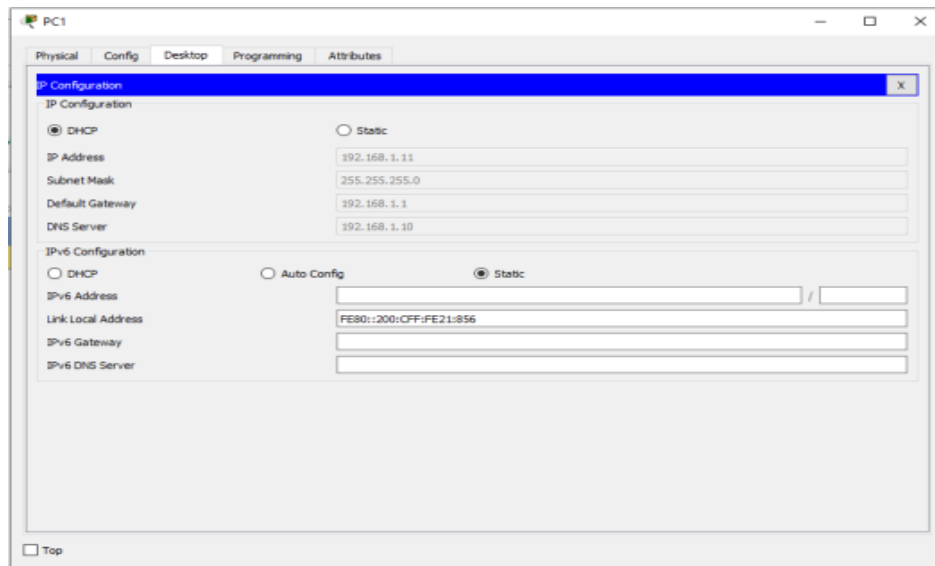 PC1
Physical Config Desktop Programming Attributes
IP Configuration X
IP Configuration
DHCP Static
IP Address 192.168.1.11
Subnet Mask 255.255.255.0
Default Gateway 192.168.1.1
DNS Server 192.168.1.10
IPv6 Configuration
DHCP Auto Config Static
IPv6 Address /
Link Local Address FE80::200:CFF:FE21:856
IPv6 Gateway
IPv6 DNS Server
Top